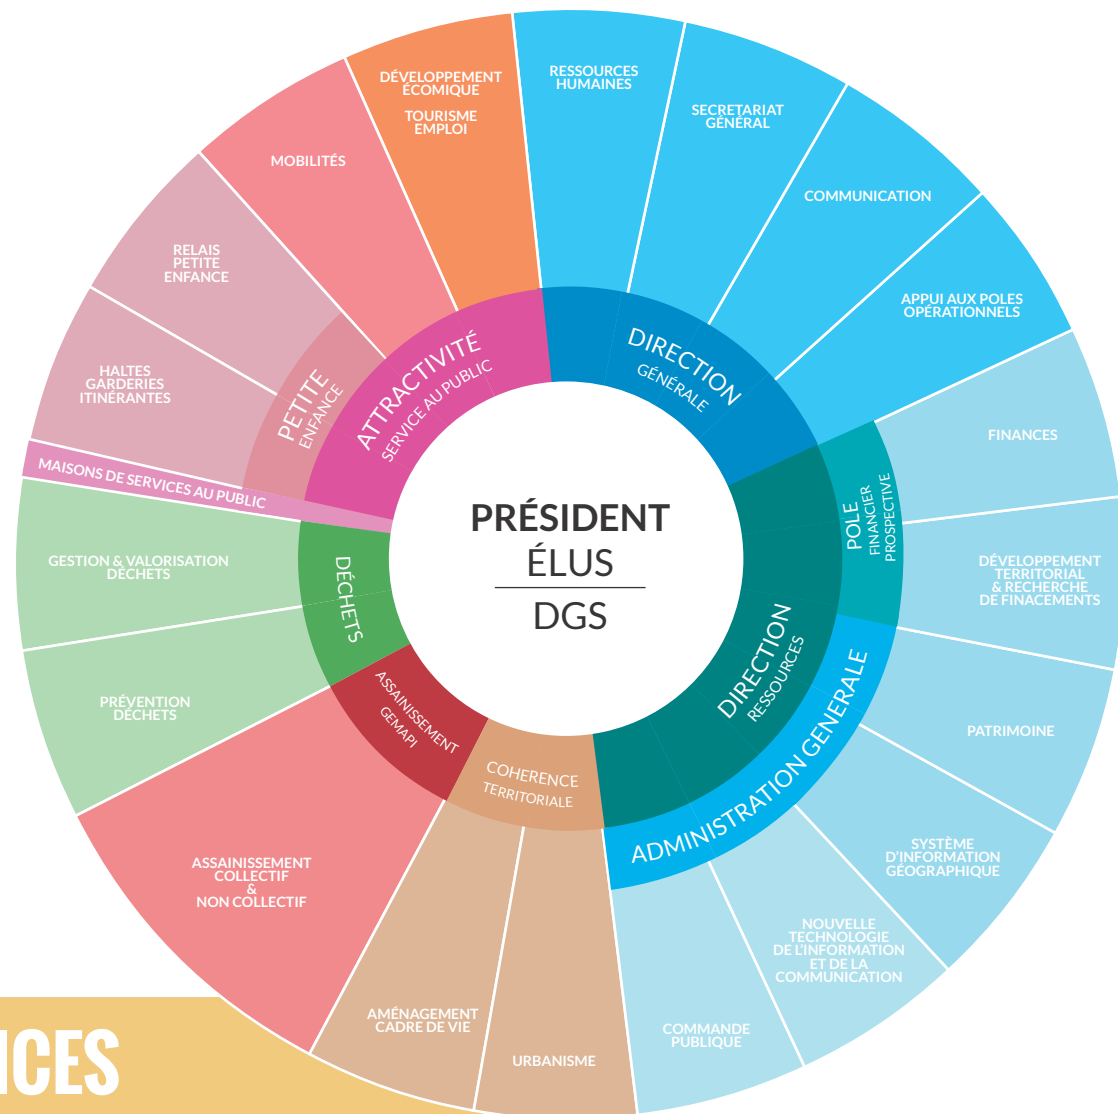 PRÉSIDENT
ÉLUS
DGS
DIRECTION
GÉNÉRALE
RESSOURCES
HUMAINES
SECRETARIAT
GÉNÉRAL
COMMUNICATION
APPUI AUX POLES
OPÉRATIONNELS
DIRECTION
RESSOURCES
POLE
FINANCIER
PROSPECTIVE
FINANCES
DÉVELOPPEMENT
TERRITORIAL
& RECHERCHE
DE FINACEMENTS
ADMINISTRATION GENERALE
PATRIMOINE
SYSTÈME
D'INFORMATION
GÉOGRAPHIQUE
NOUVELLE
TECHNOLOGIE
DE L'INFORMATION
ET DE LA
COMMUNICATION
COMMANDE
PUBLIQUE
COHERENCE
TERRITORIALE
URBANISME
AMÉNAGEMENT
CADRE DE VIE
ASSAINISSEMENT
GEMAPI
ASSAINISSEMENT
COLLECTIF
&
NON COLLECTIF
DÉCHETS
PRÉVENTION
DÉCHETS
GESTION & VALORISATION
DÉCHETS
ATTRACTIVITÉ
SERVICE AU PUBLIC
MAISONS DE SERVICES AU PUBLIC
PETITE
ENFANCE
HALTES
GARDERIES
ITINÉRANTES
RELAIS
PETITE
ENFANCE
MOBILITÉS
DÉVELOPPEMENT
ÉCOMIQUE
TOURISME
EMPLOI
ICES